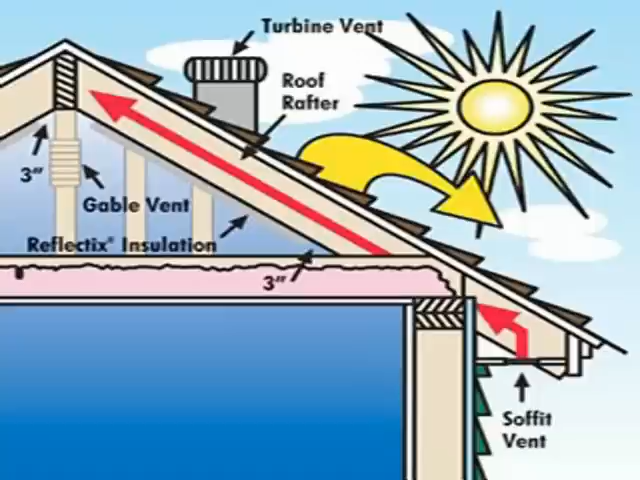 Turbine Vent
Roof
Rafter
3"
Gable Vent
Reflectix® Insulation
3"
Soffit
Vent